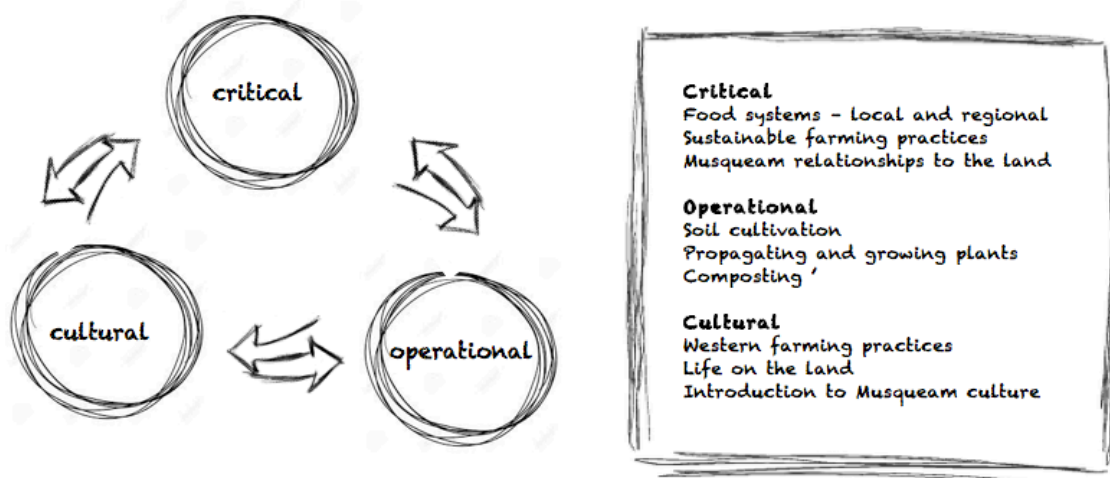 critical
cultural
operational
Critical
Food systems – local and regional
Sustainable farming practices
Musqueam relationships to the land
Operational
Soil cultivation
Propagating and growing plants
Composting ’
Cultural
Western farming practices
Life on the land
Introduction to Musqueam culture